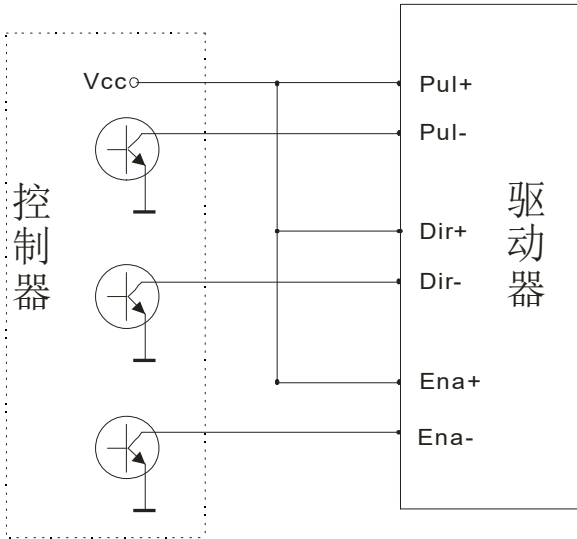 Vcc
Pul+
Pul-
控制器
驱动器
Dir+
Dir-
Ena+
Ena-